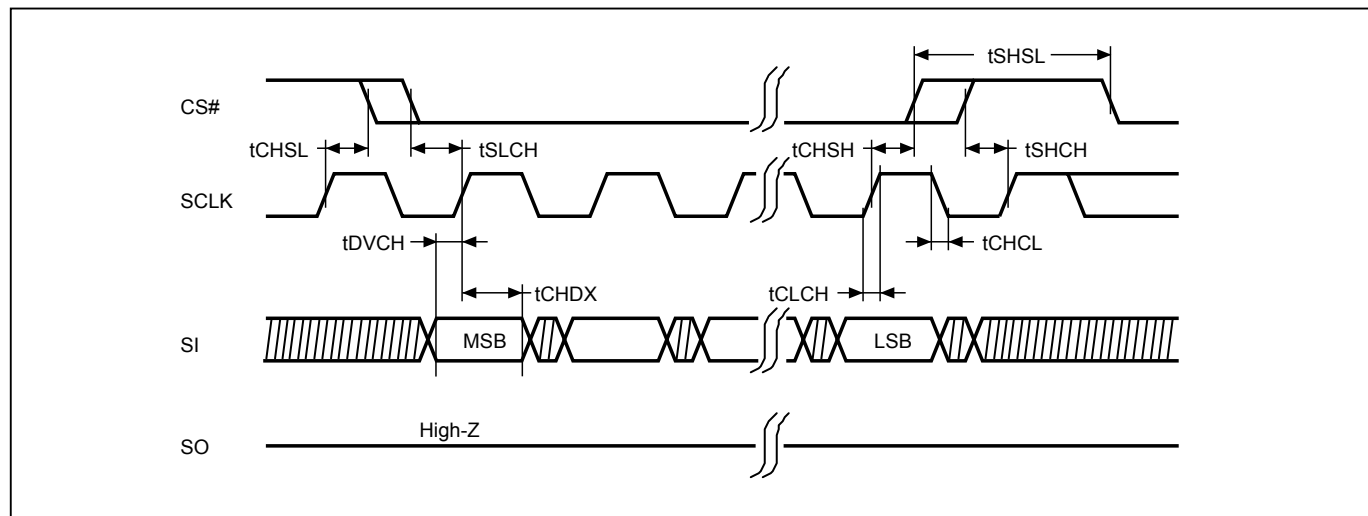 tSHSL
CS#
tCHSL
tSLCH
tCHSH
tSHCH
SCLK
tDVCH
tCHCL
tCHDX
tCLCH
SI
MSB
LSB
High-Z
SO